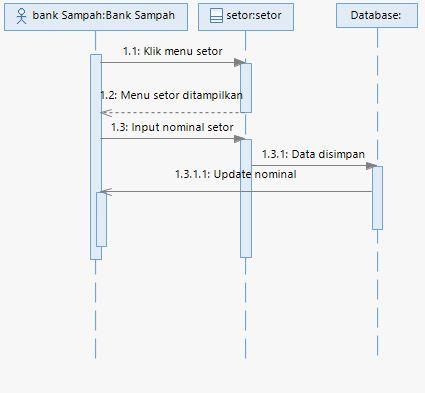 bank Sampah:Bank Sampah
setor:setor
Database:
1.1: Klik menu setor
1.2: Menu setor ditampilkan
1.3: Input nominal setor
1.3.1: Data disimpan
1.3.1.1: Update nominal